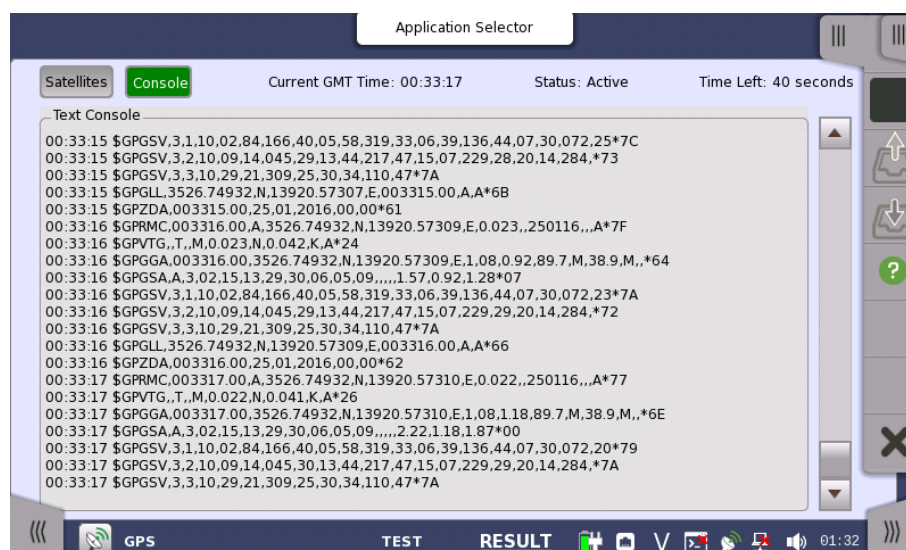 Application Selector
Satellites Console Current GMT Time: 00:33:17 Status: Active Time Left: 40 seconds
Text Console
00:33:15 $GPGSV,3,1,10,02,84,166,40,05,58,319,33,06,39,136,44,07,30,072,25*7C
00:33:15 $GPGSV,3,2,10,09,14,045,29,13,44,217,47,15,07,229,28,20,14,284,*73
00:33:15 $GPGSV,3,3,10,29,21,309,25,30,34,110,47*7A
00:33:15 $GPGLL,3526.74932,N,13920.57307,E,003315.00,A,A*6B
00:33:15 $GPZDA,003315.00,25,01,2016,00,00*61
00:33:16 $GPRMC,003316.00,A,3526.74932,N,13920.57309,E,0.023,,250116,,,A*7F
00:33:16 $GPVTG,,T,,M,0.023,N,0.042,K,A*24
00:33:16 $GPGGA,003316.00,3526.74932,N,13920.57309,E,1,08,0.92,89.7,M,38.9,M,,*64
00:33:16 $GPGSA,A,3,02,15,13,29,30,06,05,09,,,,,1.57,0.92,1.28*07
00:33:16 $GPGSV,3,1,10,02,84,166,40,05,58,319,33,06,39,136,44,07,30,072,23*7A
00:33:16 $GPGSV,3,2,10,09,14,045,29,13,44,217,47,15,07,229,29,20,14,284,*72
00:33:16 $GPGSV,3,3,10,29,21,309,25,30,34,110,47*7A
00:33:16 $GPGLL,3526.74932,N,13920.57309,E,003316.00,A,A*66
00:33:16 $GPZDA,003316.00,25,01,2016,00,00*62
00:33:17 $GPRMC,003317.00,A,3526.74932,N,13920.57310,E,0.022,,250116,,,A*77
00:33:17 $GPVTG,,T,,M,0.022,N,0.041,K,A*26
00:33:17 $GPGGA,003317.00,3526.74932,N,13920.57310,E,1,08,1.18,89.7,M,38.9,M,,*6E
00:33:17 $GPGSA,A,3,02,15,13,29,30,06,05,09,,,,,2.22,1.18,1.87*00
00:33:17 $GPGSV,3,1,10,02,84,166,40,05,58,319,33,06,39,136,44,07,30,072,20*79
00:33:17 $GPGSV,3,2,10,09,14,045,30,13,44,217,47,15,07,229,29,20,14,284,*7A
00:33:17 $GPGSV,3,3,10,29,21,309,25,30,34,110,47*7A
GPS TEST RESULT V 01:32